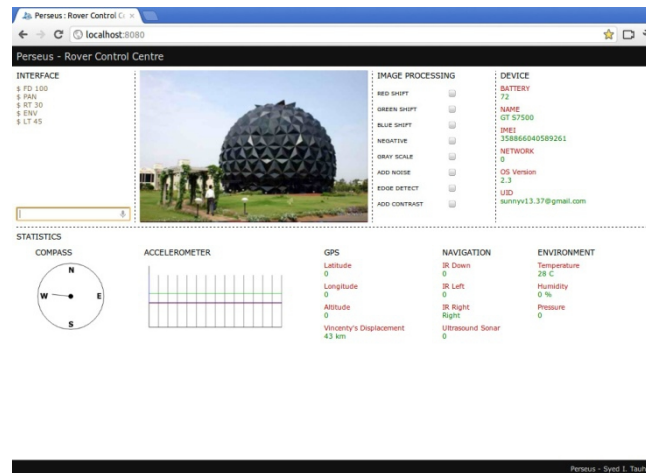 Perseus : Rover Control C
localhost:8080
Perseus - Rover Control Centre
INTERFACE
$ FD 100
$ PAN
$ RT 30
$ ENV
$ LT 45
IMAGE PROCESSING
RED SHIFT
GREEN SHIFT
BLUE SHIFT
NEGATIVE
GRAY SCALE
ADD NOISE
EDGE DETECT
ADD CONTRAST
DEVICE
BATTERY
72
NAME
GT S7500
IMEI
358866040589261
NETWORK
0
OS Version
2.3
UID
sunnyv13.37@gmail.com
STATISTICS
COMPASS
N
W E
S
ACCELEROMETER
GPS
Latitude
0
Longitude
0
Altitude
0
Vincenty's Displacement
43 km
NAVIGATION
IR Down
0
IR Left
0
IR Right
Right
Ultrasound Sonar
0
ENVIRONMENT
Temperature
28 C
Humidity
0 %
Pressure
0
Perseus - Syed I. Tauh